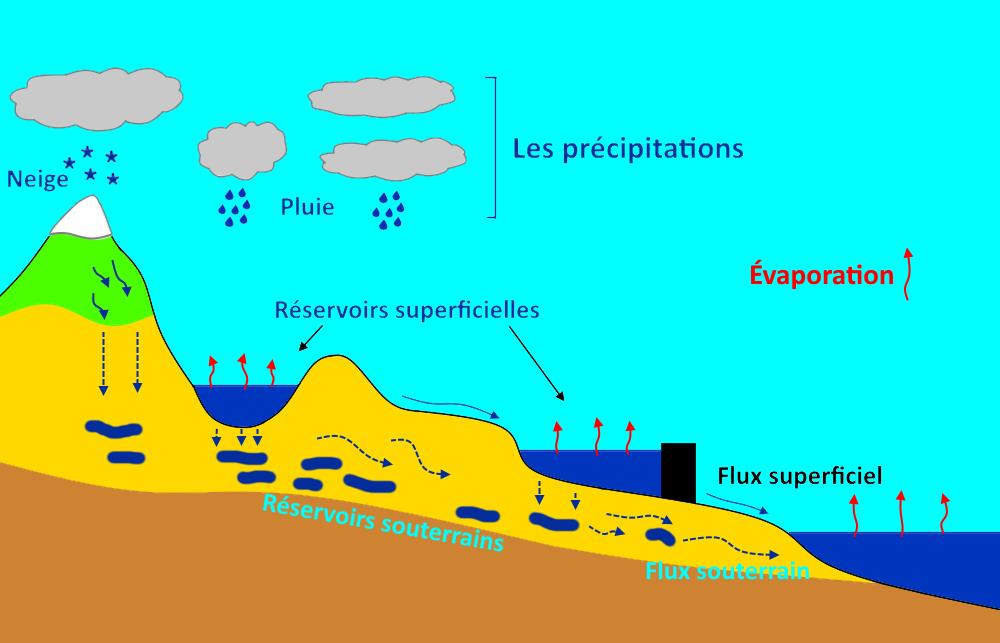 Les précipitations
Neige
Pluie
Évaporation
Réservoirs superficielles
Flux superficiel
Réservoirs souterrains
Flux souterrain